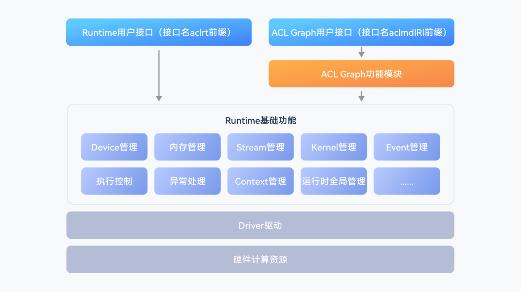 Runtime用户接口（接口名aclrt前缀）
ACL Graph用户接口（接口名aclmdlRI前缀）
ACL Graph功能模块
Runtime基础功能
Device管理
内存管理
Stream管理
Kernel管理
Event管理
执行控制
异常处理
Context管理
运行时全局管理
......
Driver驱动
硬件计算资源